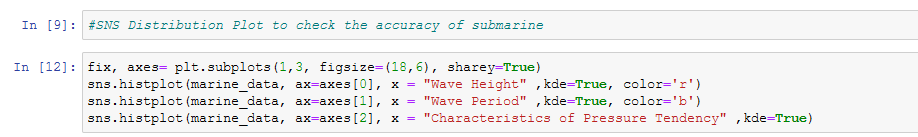 In [9]: #SNS Distribution Plot to check the accuracy of submarine
In [12]: fix, axes= plt.subplots(1,3, figsize=(18,6), sharey=True)
sns.histplot(marine_data, ax=axes[0], x = "Wave Height" ,kde=True, color='r')
sns.histplot(marine_data, ax=axes[1], x = "Wave Period" ,kde=True, color='b')
sns.histplot(marine_data, ax=axes[2], x = "Characteristics of Pressure Tendency" ,kde=True)